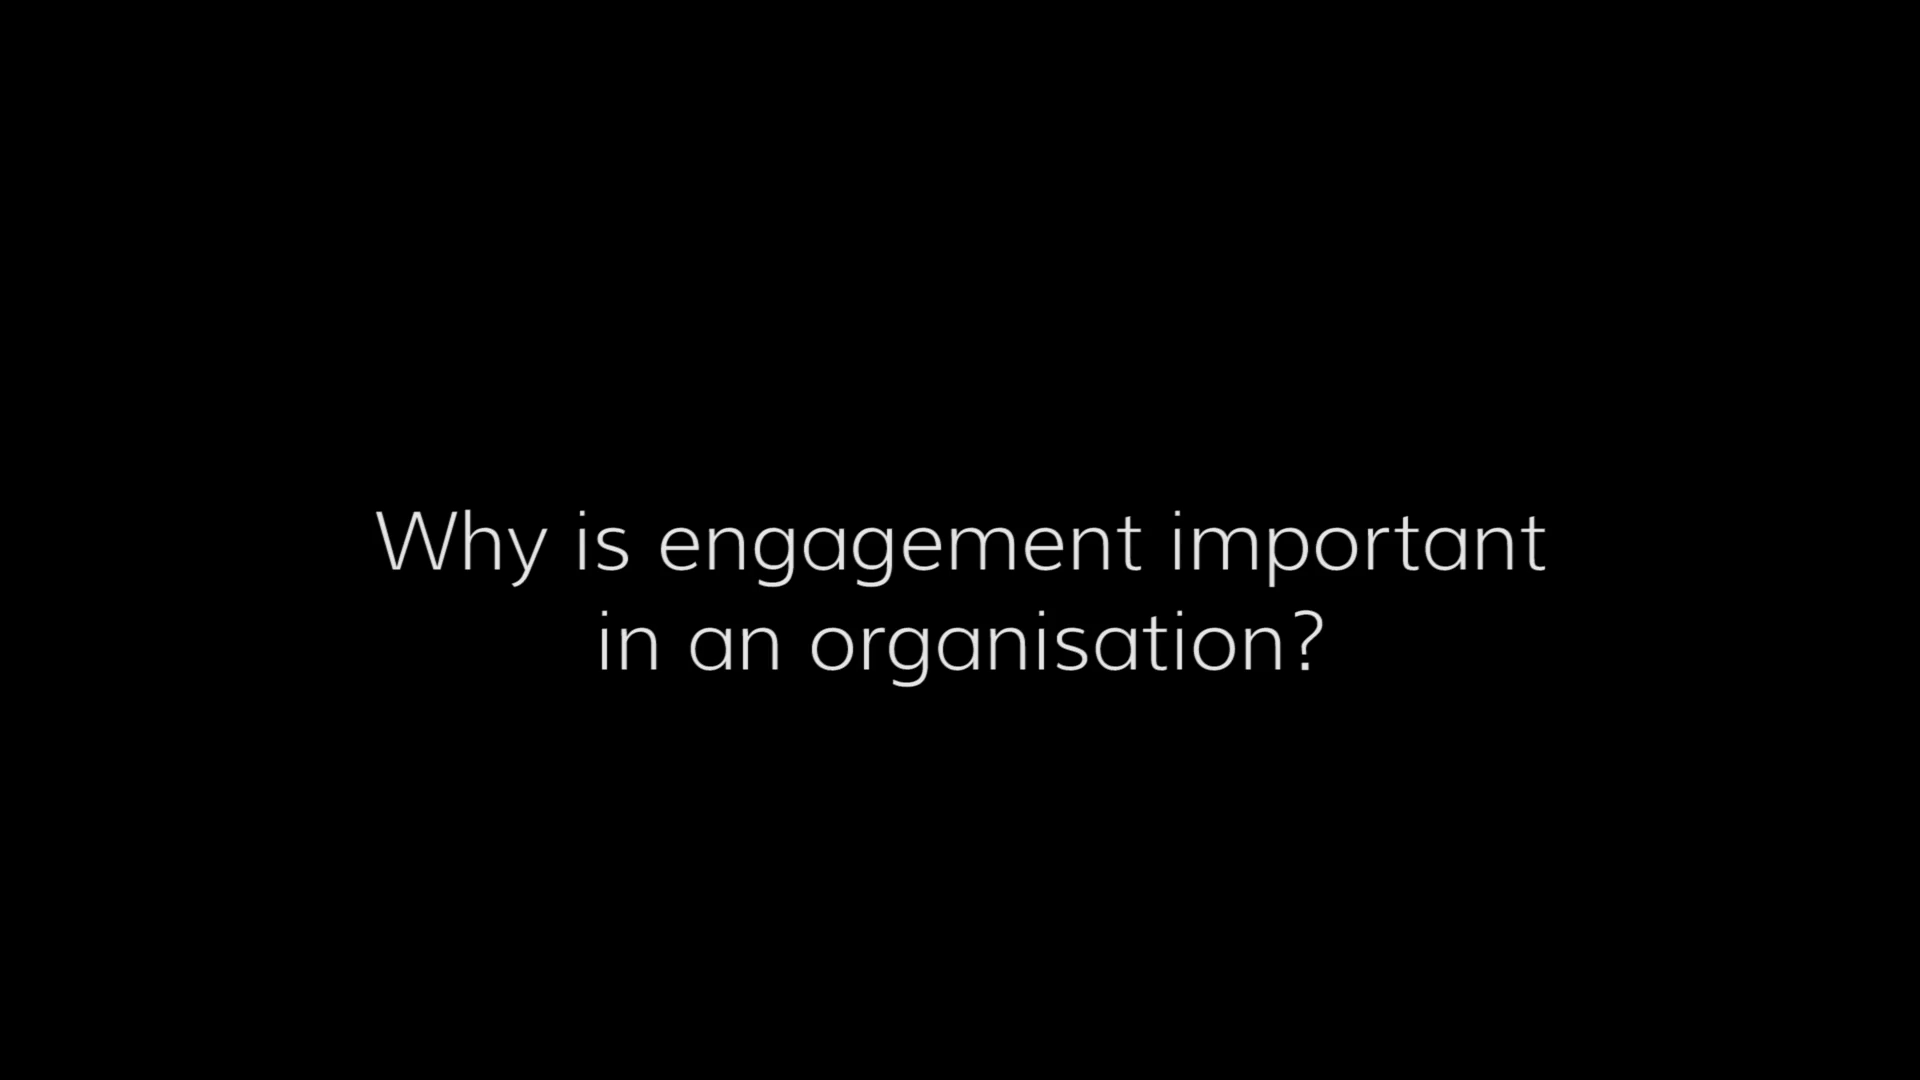 Why is engagement important
in an organisation?